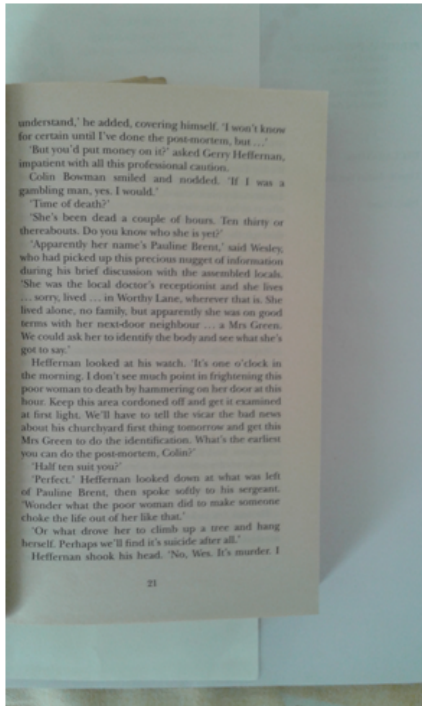 understand,' he added, covering himself. 'I won't know
for certain until I've done the post-mortem, but ...'
'But you'd put money on it?' asked Gerry Heffernan,
impatient with all this professional caution.
Colin Bowman smiled and nodded. 'If I was a
gambling man, yes. I would.'
'Time of death?'
'She's been dead a couple of hours. Ten thirty or
thereabouts. Do you know who she is yet?'
'Apparently her name's Pauline Brent,' said Wesley,
who had picked up this precious nugget of information
during his brief discussion with the assembled locals.
'She was the local doctor's receptionist and she lives
... sorry, lived ... in Worthy Lane, wherever that is. She
lived alone, no family, but apparently she was on good
terms with her next-door neighbour ... a Mrs Green.
We could ask her to identify the body and see what she's
got to say.'
Heffernan looked at his watch. 'It's one o'clock in
the morning. I don't see much point in frightening this
poor woman to death by hammering on her door at this
hour. Keep this area cordoned off and get it examined
at first light. We'll have to tell the vicar the bad news
about his churchyard first thing tomorrow and get this
Mrs Green to do the identification. What's the earliest
you can do the post-mortem, Colin?'
'Half ten suit you?'
'Perfect.' Heffernan looked down at what was left
of Pauline Brent, then spoke softly to his sergeant.
'Wonder what the poor woman did to make someone
choke the life out of her like that.'
'Or what drove her to climb up a tree and hang
herself. Perhaps we'll find it's suicide after all.'
Heffernan shook his head. 'No, Wes. It's murder. I
21